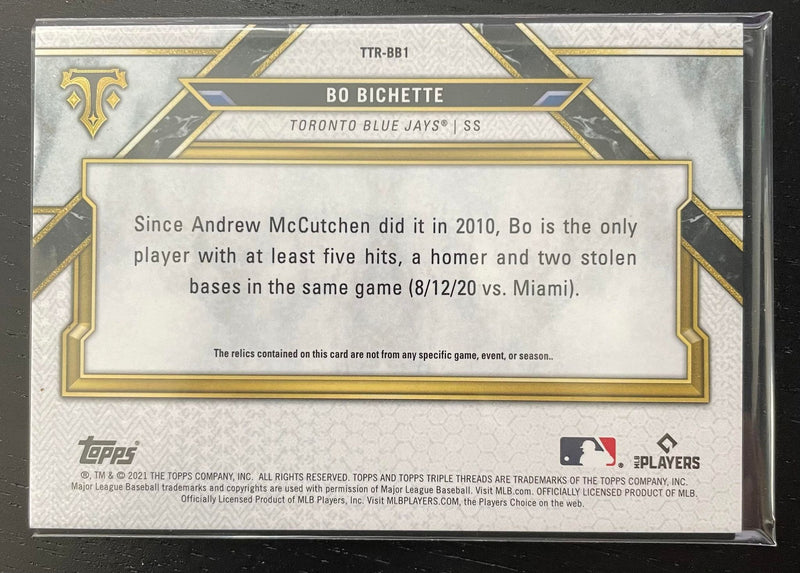 TTR-BB1
BO BICHETTE
TORONTO BLUE JAYS® | SS
Since Andrew McCutchen did it in 2010, Bo is the only
player with at least five hits, a homer and two stolen
bases in the same game (8/12/20 vs. Miami).
The relics contained on this card are not from any specific game, event, or season..
topps
MLB PLAYERS
®, TM & © 2021 THE TOPPS COMPANY, INC. ALL RIGHTS RESERVED. TOPPS AND TOPPS TRIPLE THREADS ARE TRADEMARKS OF THE TOPPS COMPANY, INC.
Major League Baseball trademarks and copyrights are used with permission of Major League Baseball. Visit MLB.com. OFFICIALLY LICENSED PRODUCT OF MLB.
Officially Licensed Product of MLB Players, Inc. Visit MLBPLAYERS.COM, the Players Choice on the web.